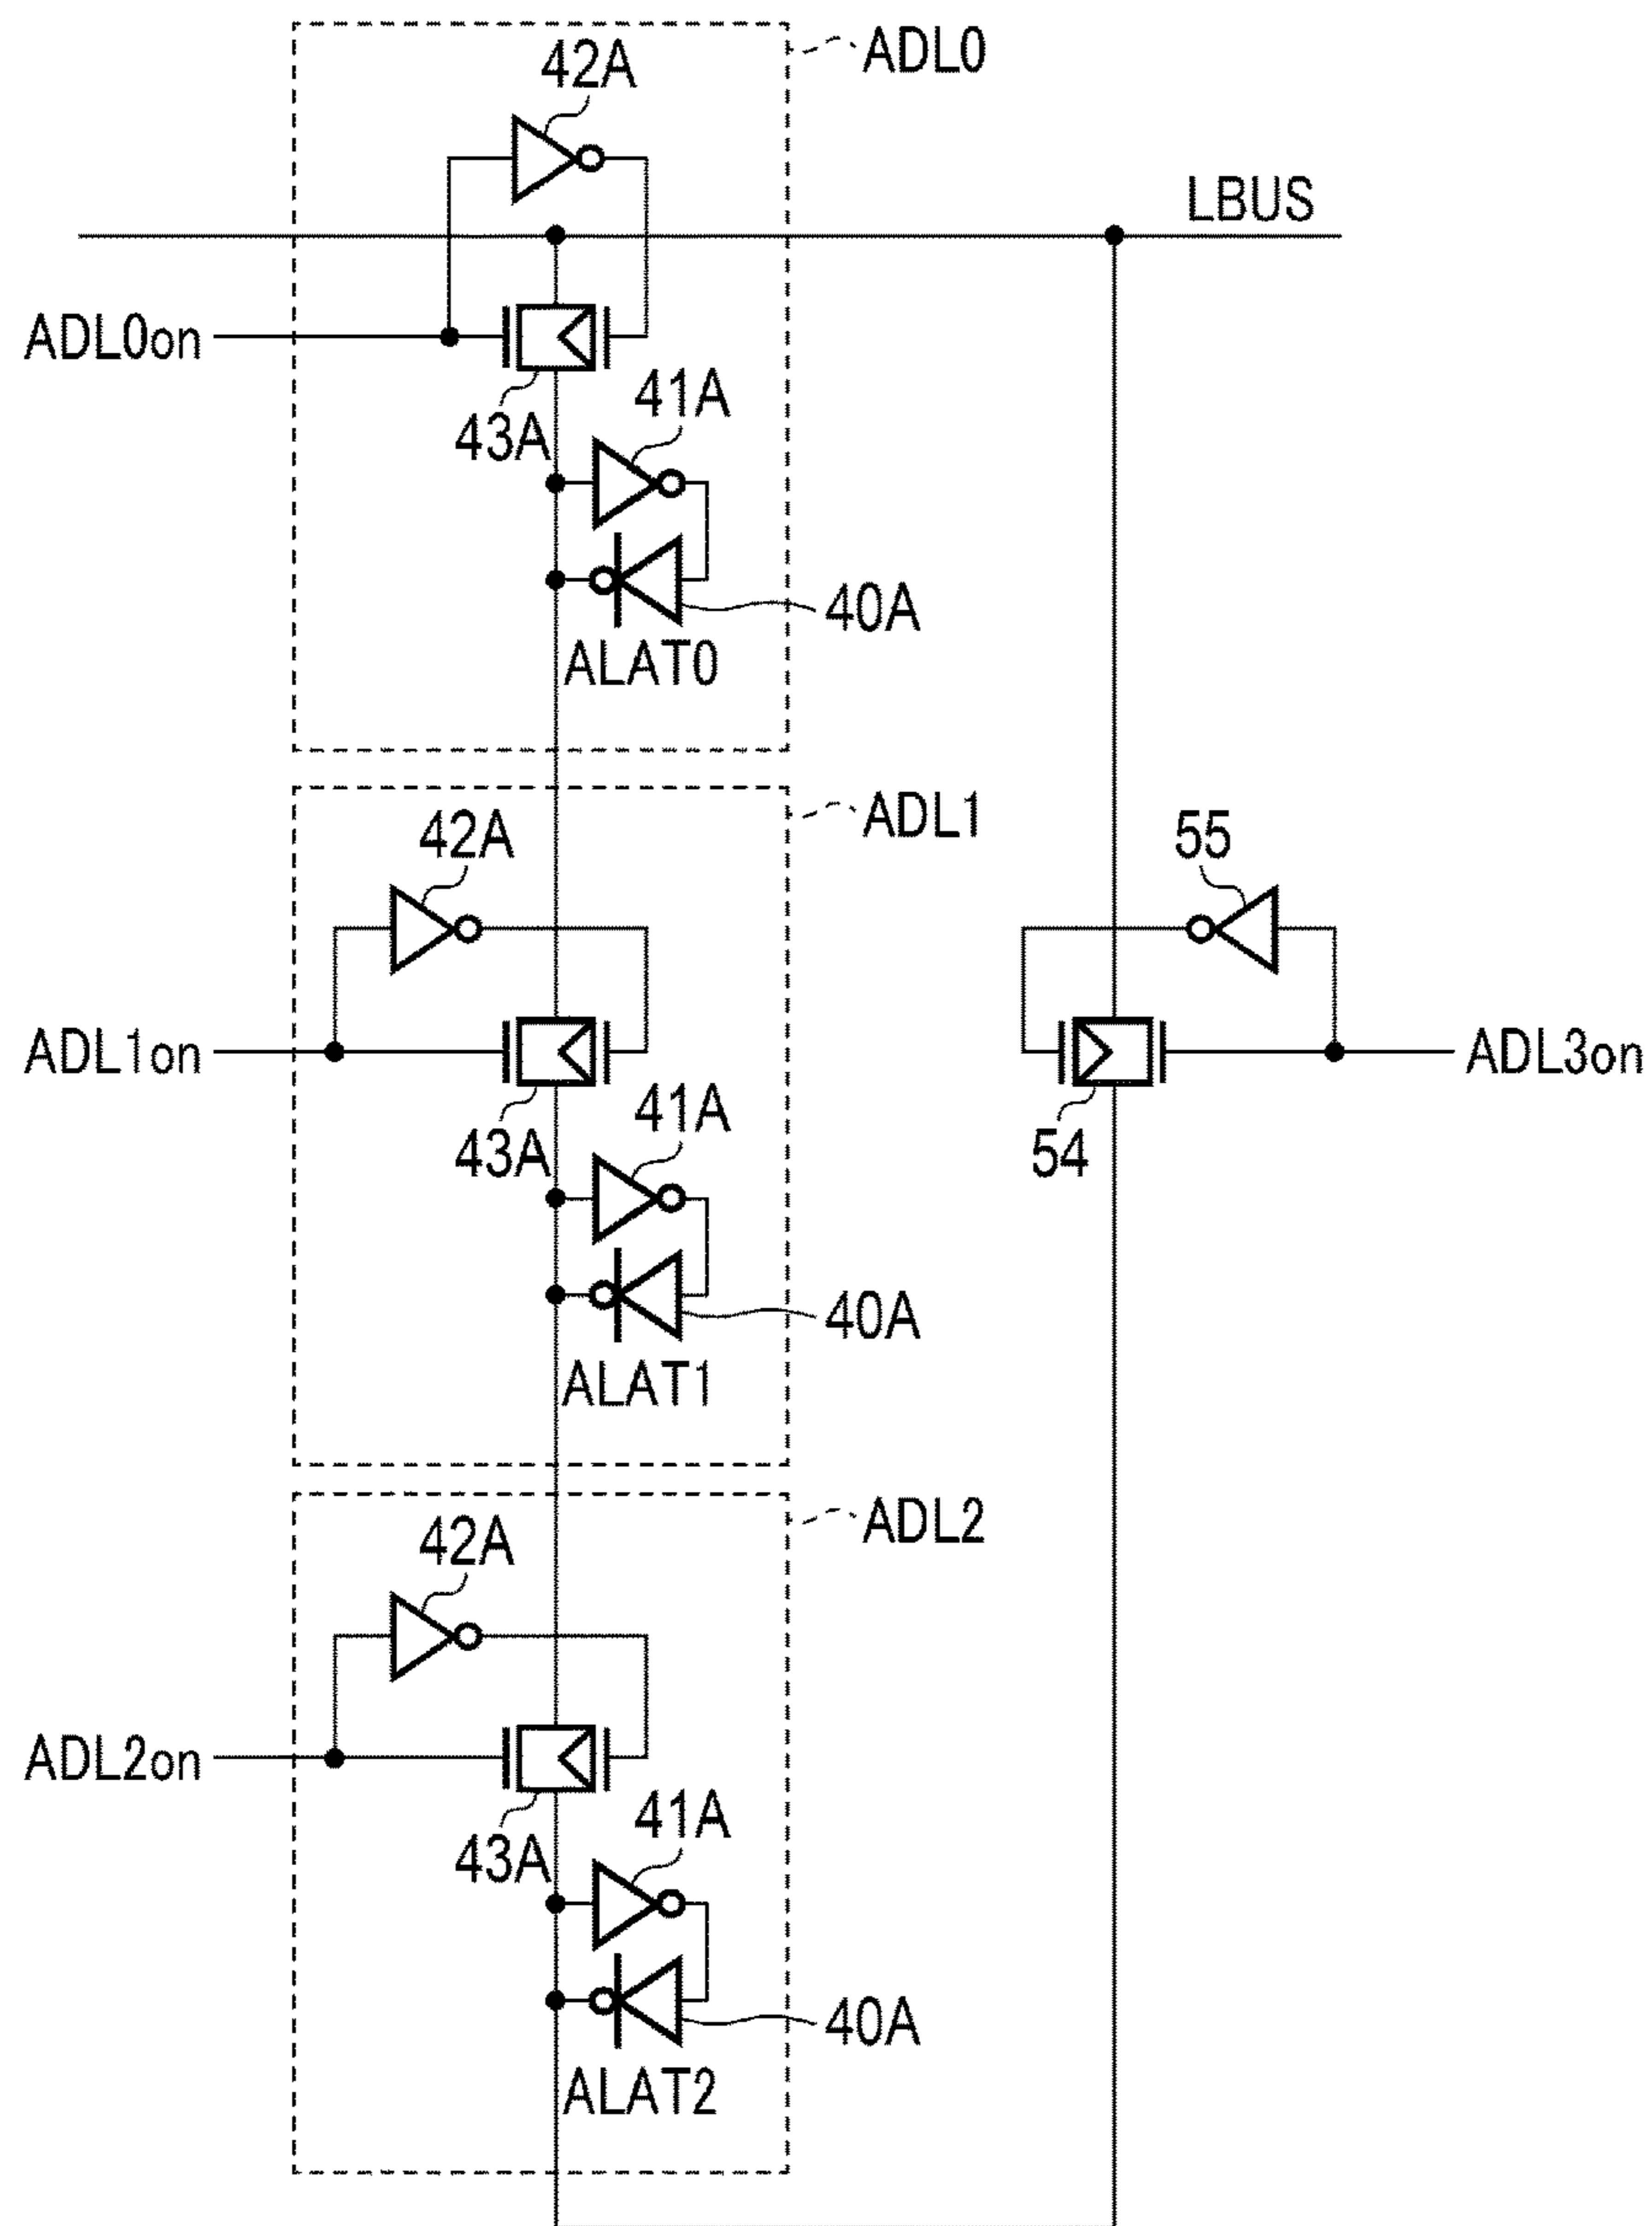 ADL0
42A
LBUS
ADL0on
41A
43A
40A
ALAT0
ADL1
42A
55
ADL1on
ADL3on
41A
43A
54
40A
ALAT1
ADL2
42A
ADL2on
41A
43A
40A
ALAT2